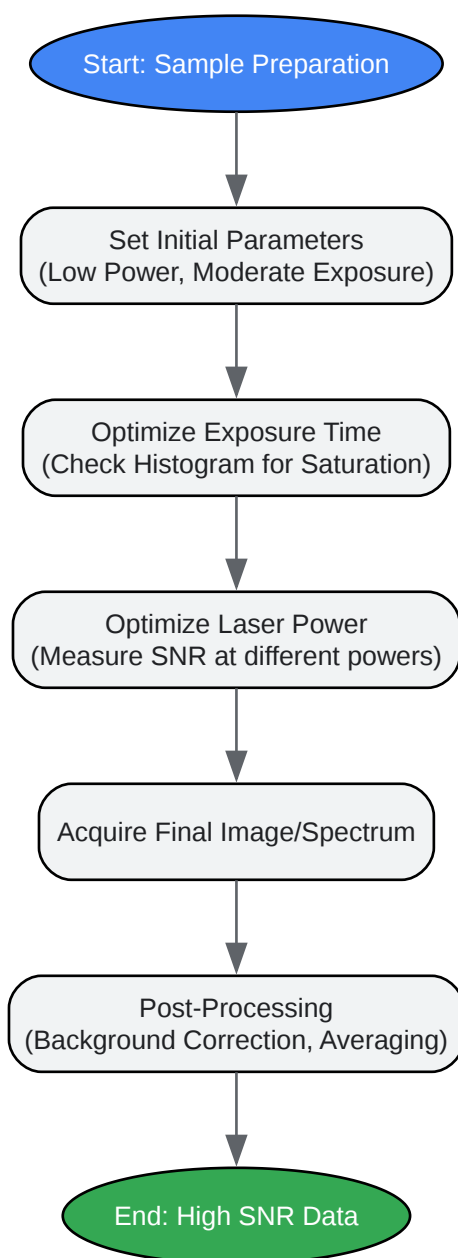 Start: Sample Preparation
Set Initial Parameters
(Low Power, Moderate Exposure)
Optimize Exposure Time
(Check Histogram for Saturation)
Optimize Laser Power
(Measure SNR at different powers)
Acquire Final Image/Spectrum
Post-Processing
(Background Correction, Averaging)
End: High SNR Data